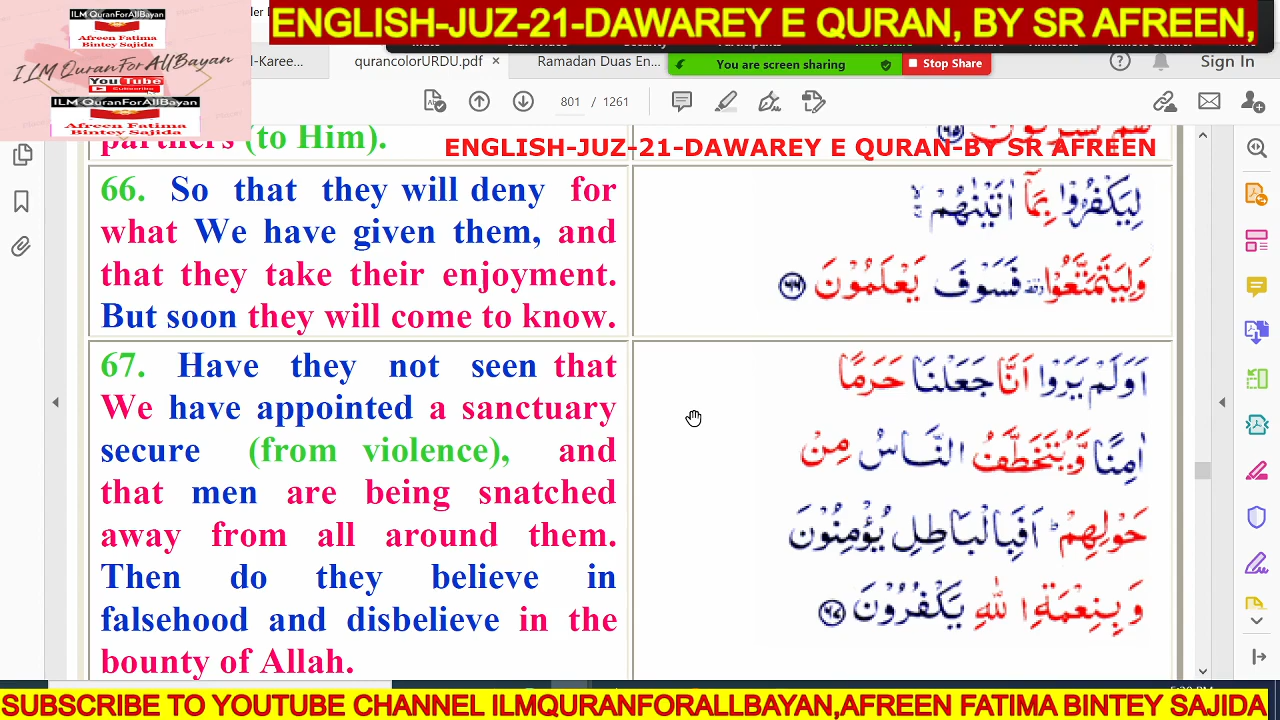 ENGLISH-JUZ-21-DAWAREY E QURAN, BY SR AFREEN,
ILM QuranForAllBayan
Afreen Fatima
Bintey Sajida
ILM QuranForAllBayan
YouTube
Subscribe
ILM QuranForAllBayan
Afreen Fatima
Bintey Sajida
l-Karee...
qurancolorURDU.pdf
Ramadan Duas En...
You are screen sharing
Stop Share
Sign In
801 / 1261
partners (to Him).
ENGLISH-JUZ-21-DAWAREY E QURAN-BY SR AFREEN
66. So that they will deny for
what We have given them, and
that they take their enjoyment.
But soon they will come to know.
لِيَكْفُرُوْا بِمَاۤ اٰتَيْنٰهُمْ ۙ
وَلِيَتَمَتَّعُوْا فَسَوْفَ يَعْلَمُوْنَ ۶۶
67. Have they not seen that
We have appointed a sanctuary
secure (from violence), and
that men are being snatched
away from all around them.
Then do they believe in
falsehood and disbelieve in the
bounty of Allah.
اَوَلَمْ يَرَوْا اَنَّا جَعَلْنَا حَرَمًا
اٰمِنًا وَّيُتَخَطَّفُ النَّاسُ مِنْ
حَوْلِهِمْ ؕ اَفَبِالْبَاطِلِ يُؤْمِنُوْنَ
وَبِنِعْمَةِ اللّٰهِ يَكْفُرُوْنَ ۶۷
SUBSCRIBE TO YOUTUBE CHANNEL ILMQURANFORALLBAYAN,AFREEN FATIMA BINTEY SAJIDA